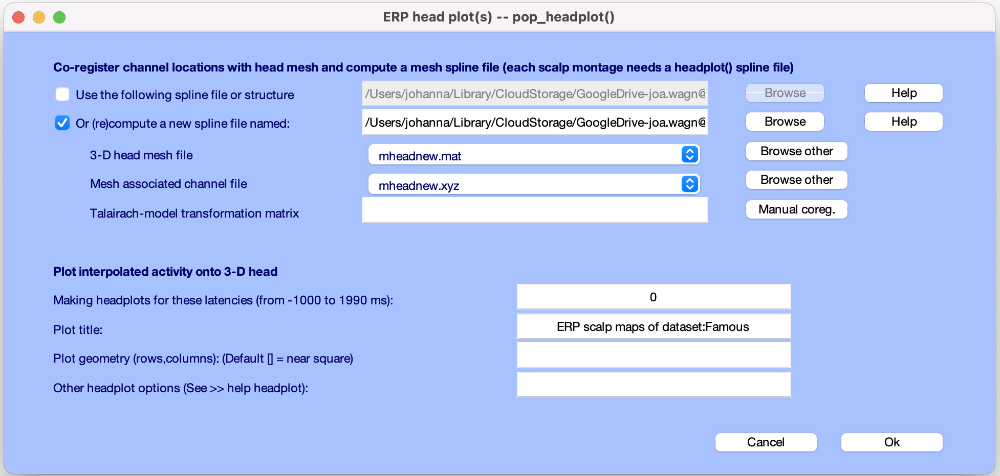 ERP head plot(s) -- pop_headplot()
Co-register channel locations with head mesh and compute a mesh spline file (each scalp montage needs a headplot() spline file)
Use the following spline file or structure /Users/johanna/Library/CloudStorage/GoogleDrive-joa.wagn@ Browse Help
Or (re)compute a new spline file named: /Users/johanna/Library/CloudStorage/GoogleDrive-joa.wagn@ Browse Help
3-D head mesh file mheadnew.mat Browse other
Mesh associated channel file mheadnew.xyz Browse other
Talairach-model transformation matrix Manual coreg.
Plot interpolated activity onto 3-D head
Making headplots for these latencies (from -1000 to 1990 ms): 0
Plot title: ERP scalp maps of dataset:Famous
Plot geometry (rows,columns): (Default [] = near square)
Other headplot options (See >> help headplot):
Cancel Ok